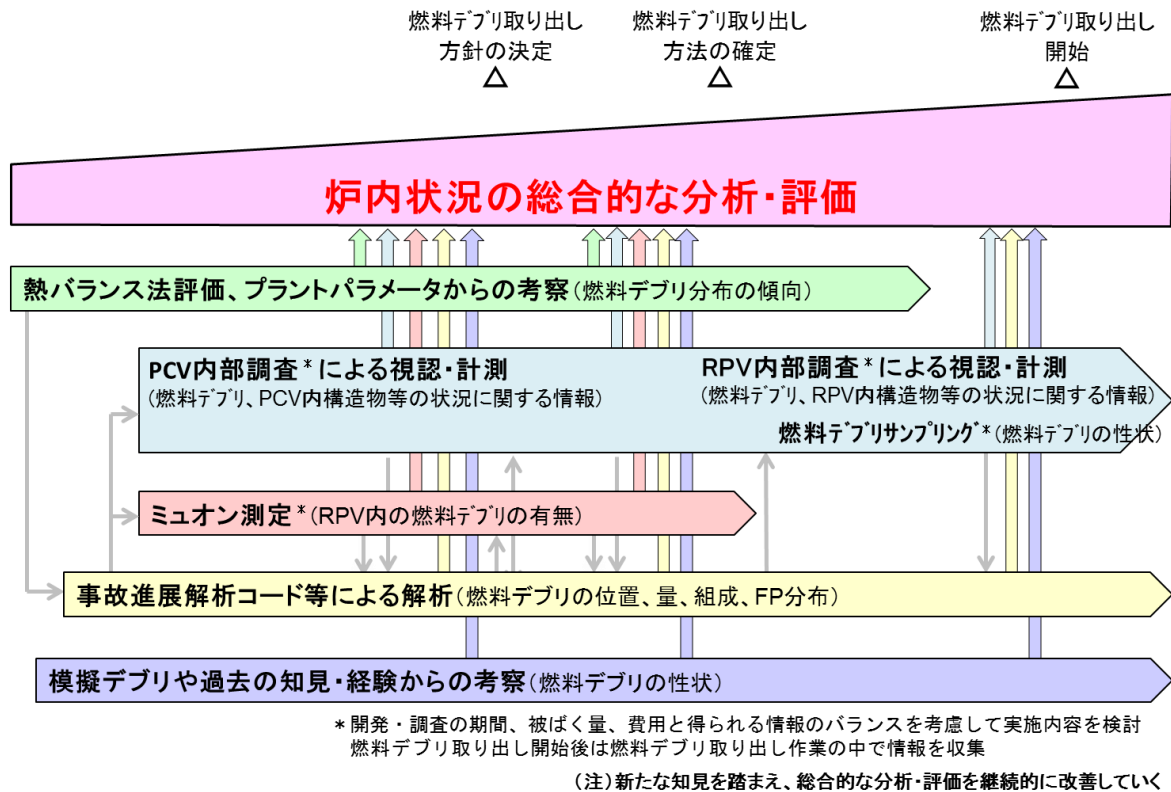 燃料デブリ取り出し
方針の決定
△
燃料デブリ取り出し
方法の確定
△
燃料デブリ取り出し
開始
△
炉内状況の総合的な分析・評価
熱バランス法評価、プラントパラメータからの考察(燃料デブリ分布の傾向)
PCV内部調査*による視認・計測
(燃料デブリ、PCV内構造物等の状況に関する情報)
RPV内部調査*による視認・計測
(燃料デブリ、RPV内構造物等の状況に関する情報)
燃料デブリサンプリング*(燃料デブリの性状)
ミュオン測定*(RPV内の燃料デブリの有無)
事故進展解析コード等による解析(燃料デブリの位置、量、組成、FP分布)
模擬デブリや過去の知見・経験からの考察(燃料デブリの性状)
*開発・調査の期間、被ばく量、費用と得られる情報のバランスを考慮して実施内容を検討
燃料デブリ取り出し開始後は燃料デブリ取り出し作業の中で情報を収集
(注)新たな知見を踏まえ、総合的な分析・評価を継続的に改善していく